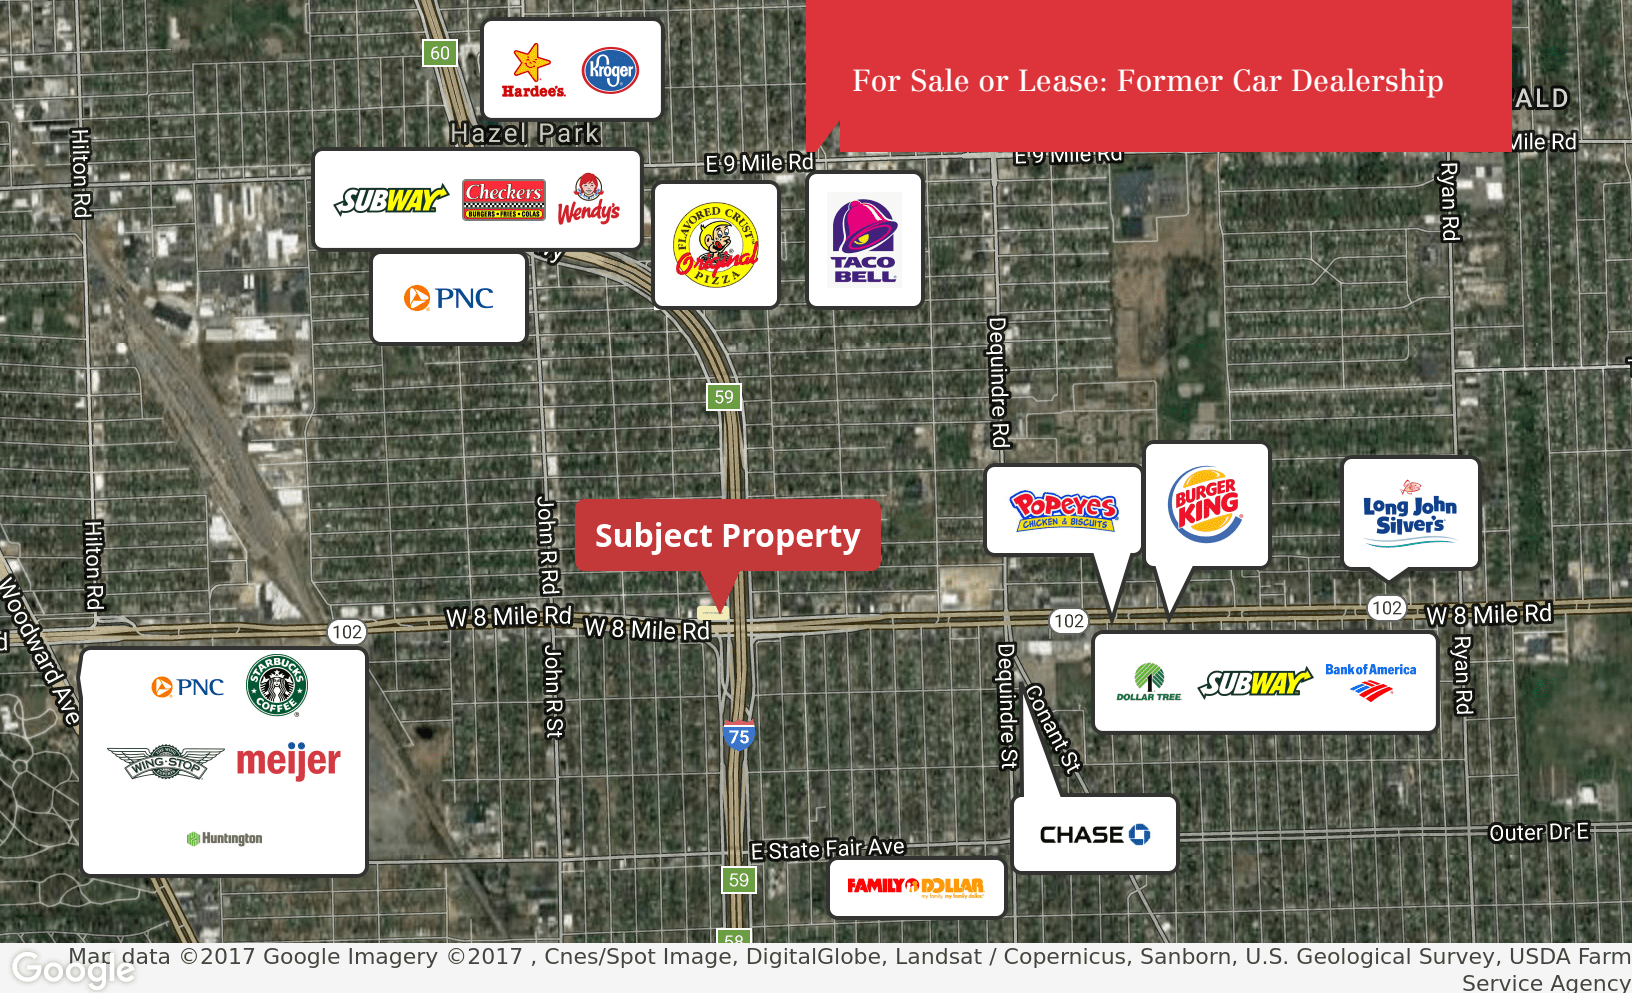 60
Hardee's.
Kroger
For Sale or Lease: Former Car Dealership
ALD
Hazel Park
Mile Rd
E 9 Mile Rd
E 9 Mile Rd
Hilton Rd
Ryan Rd
SUBWAY
Checkers
BURGERS • FRIES • COLAS
Wendy's
FLAVORED CRUST
Original
PIZZA
TACO
BELL
PNC
Dequindre Rd
59
POPEYES
CHICKEN & BISCUITS
BURGER
KING
Long John
Silver's
Subject Property
John R Rd
Hilton Rd
Woodward Ave
W 8 Mile Rd
W 8 Mile Rd
102
102
102
W 8 Mile Rd
PNC
STARBUCKS
COFFEE
WING·STOP
meijer
Huntington
John R St
75
Dequindre St
Conant St
DOLLAR TREE
SUBWAY
Bank of America
Ryan Rd
CHASE
Outer Dr E
E State Fair Ave
59
FAMILY DOLLAR
my family, my family dollar.
58
Google
Map data ©2017 Google Imagery ©2017 , Cnes/Spot Image, DigitalGlobe, Landsat / Copernicus, Sanborn, U.S. Geological Survey, USDA Farm
Service Agency